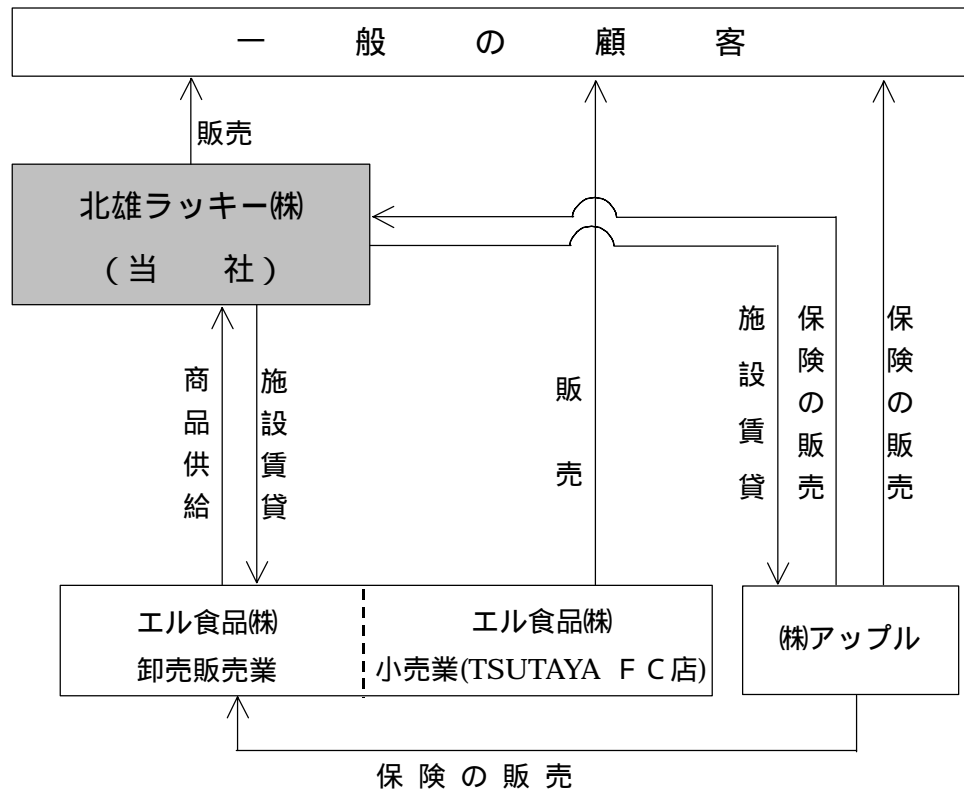 一般の顧客
販売
北雄ラッキー㈱
(当社)
商品供給
施設賃貸
販売
施設賃貸
保険の販売
保険の販売
エル食品㈱
卸売販売業
エル食品㈱
小売業(TSUTAYA FC店)
㈱アップル
保険の販売